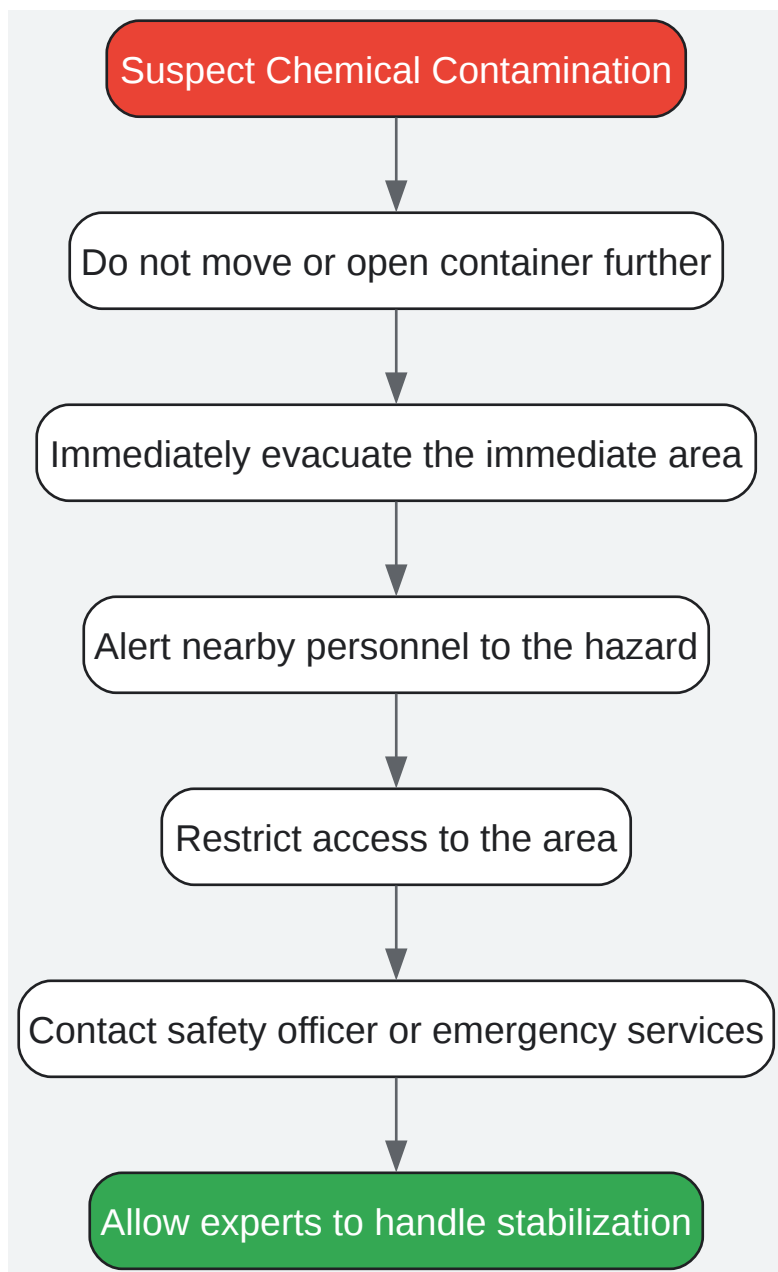 Suspect Chemical Contamination
Do not move or open container further
Immediately evacuate the immediate area
Alert nearby personnel to the hazard
Restrict access to the area
Contact safety officer or emergency services
Allow experts to handle stabilization